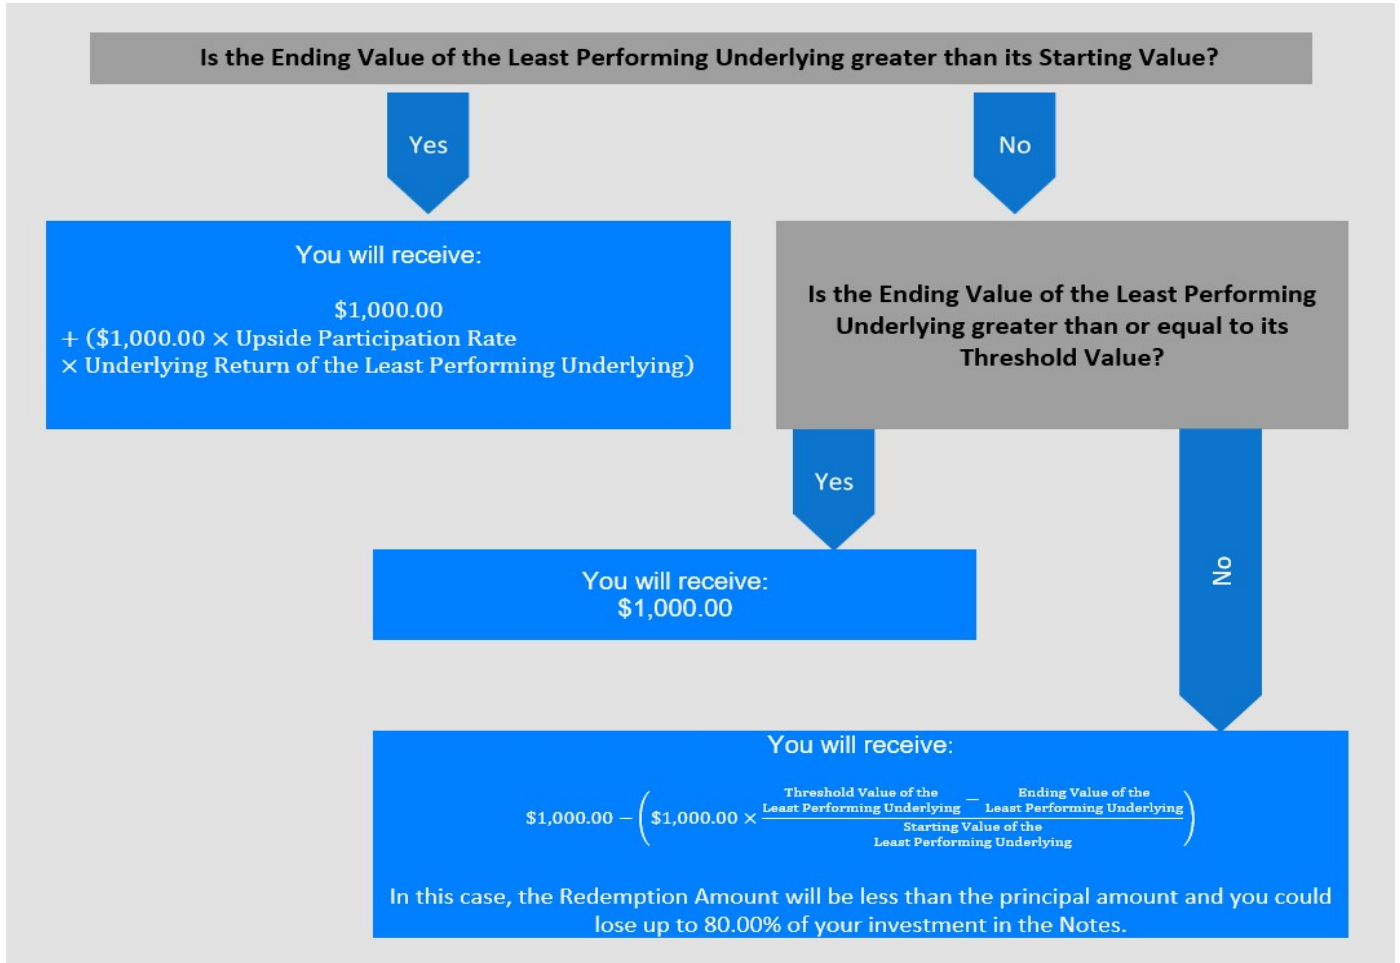 Is the Ending Value of the Least Performing Underlying greater than its Starting Value?
Yes
No
You will receive:
$1,000.00
+ ($1,000.00 × Upside Participation Rate
× Underlying Return of the Least Performing Underlying)
Is the Ending Value of the Least Performing
Underlying greater than or equal to its
Threshold Value?
Yes
No
You will receive:
$1,000.00
You will receive:
$1,000.00 − ($1,000.00 × (Threshold Value of the Least Performing Underlying − Ending Value of the Least Performing Underlying) / Starting Value of the Least Performing Underlying)
In this case, the Redemption Amount will be less than the principal amount and you could
lose up to 80.00% of your investment in the Notes.